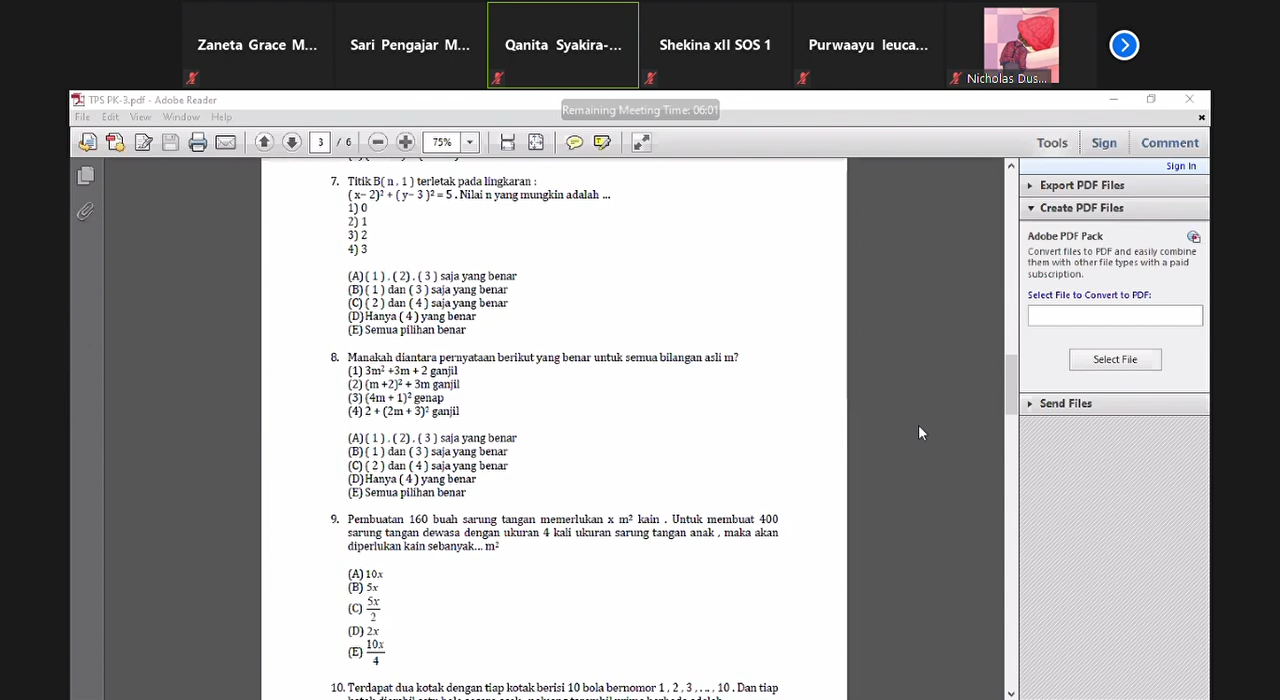 Zaneta Grace M...
Sari Pengajar M...
Qanita Syakira-...
Shekina xII SOS 1
Purwaayu leuca...
Nicholas Dus...
TPS PK-3.pdf - Adobe Reader
Remaining Meeting Time: 06:01
File Edit View Window Help
3 / 6
75%
Tools Sign Comment
Sign In
Export PDF Files
Create PDF Files
Adobe PDF Pack
Convert files to PDF and easily combine
them with other file types with a paid
subscription.
Select File to Convert to PDF:
Select File
Send Files
7. Titik B( n , 1 ) terletak pada lingkaran :
( x– 2)² + ( y– 3 )² = 5 . Nilai n yang mungkin adalah ...
1) 0
2) 1
3) 2
4) 3
(A) ( 1 ) . ( 2) . ( 3 ) saja yang benar
(B) ( 1 ) dan ( 3 ) saja yang benar
(C) ( 2 ) dan ( 4 ) saja yang benar
(D) Hanya ( 4 ) yang benar
(E) Semua pilihan benar
8. Manakah diantara pernyataan berikut yang benar untuk semua bilangan asli m?
(1) 3m² +3m + 2 ganjil
(2) (m +2)² + 3m ganjil
(3) (4m + 1)² genap
(4) 2 + (2m + 3)² ganjil
(A) ( 1 ) . ( 2) . ( 3 ) saja yang benar
(B) ( 1 ) dan ( 3 ) saja yang benar
(C) ( 2 ) dan ( 4 ) saja yang benar
(D) Hanya ( 4 ) yang benar
(E) Semua pilihan benar
9. Pembuatan 160 buah sarung tangan memerlukan x m² kain . Untuk membuat 400
sarung tangan dewasa dengan ukuran 4 kali ukuran sarung tangan anak , maka akan
diperlukan kain sebanyak... m²
(A) 10x
(B) 5x
(C) 5x/2
(D) 2x
(E) 10x/4
10. Terdapat dua kotak dengan tiap kotak berisi 10 bola bernomor 1 , 2 , 3 , ... , 10 . Dan tiap